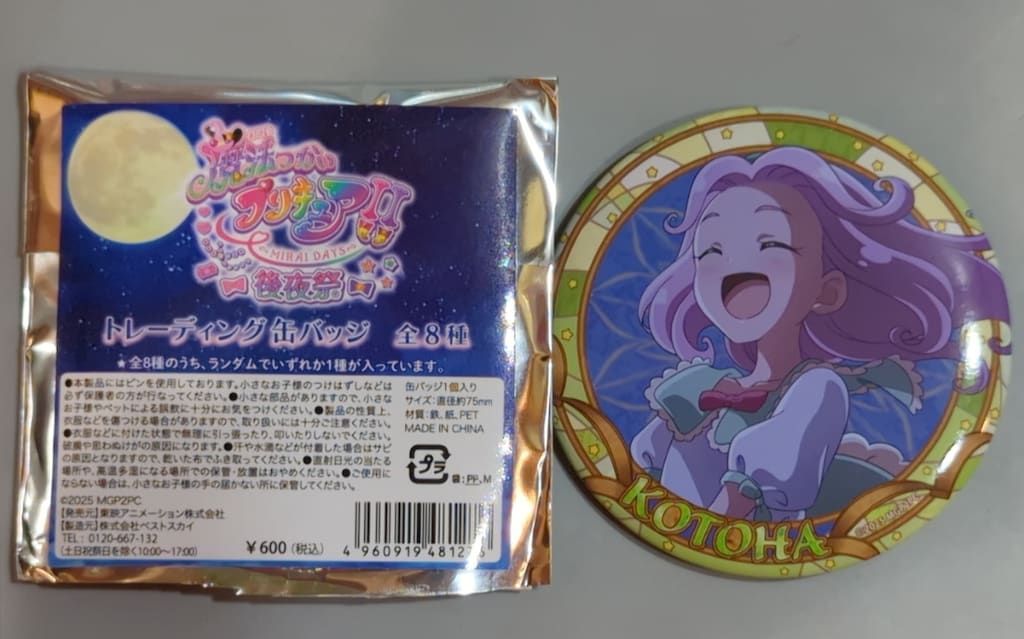 魔法つかい
プリキュア!!
～MIRAI DAYS～
後夜祭
トレーディング缶バッジ 全8種
★全8種のうち、ランダムでいずれか1種が入っています。
●本製品にはピンを使用しております。小さなお子様のつけはずしなどは
必ず保護者の方が行なってください。●小さな部品がありますので、小さな
お子様やペットによる誤飲に十分にお気をつけください。●製品の性質上、
衣服などを傷つける場合がありますので、取り扱いには十分ご注意ください。
●衣服などに付けた状態で無理に引っ張ったり、叩いたりしないでください。
破損や思わぬけがの原因になります。●汗や水滴などが付着した場合はサビ
の原因となりますので、乾いた布でふき取ってください。●直射日光の当たる
場所や、高温多湿になる場所での保管・放置はおやめください。●ご使用に
ならない場合は、小さなお子様の手の届かない所に保管してください。
缶バッジ1個入り
サイズ:直径約75mm
材質:鉄、紙、PET
MADE IN CHINA
プラ
袋:PP、M
©2025 MGP2PC
【発売元】東映アニメーション株式会社
【製造元】株式会社ベストスカイ
TEL:0120-667-132
(土日祝祭日を除く10:00～17:00)
¥600(税込)
KOTOHA